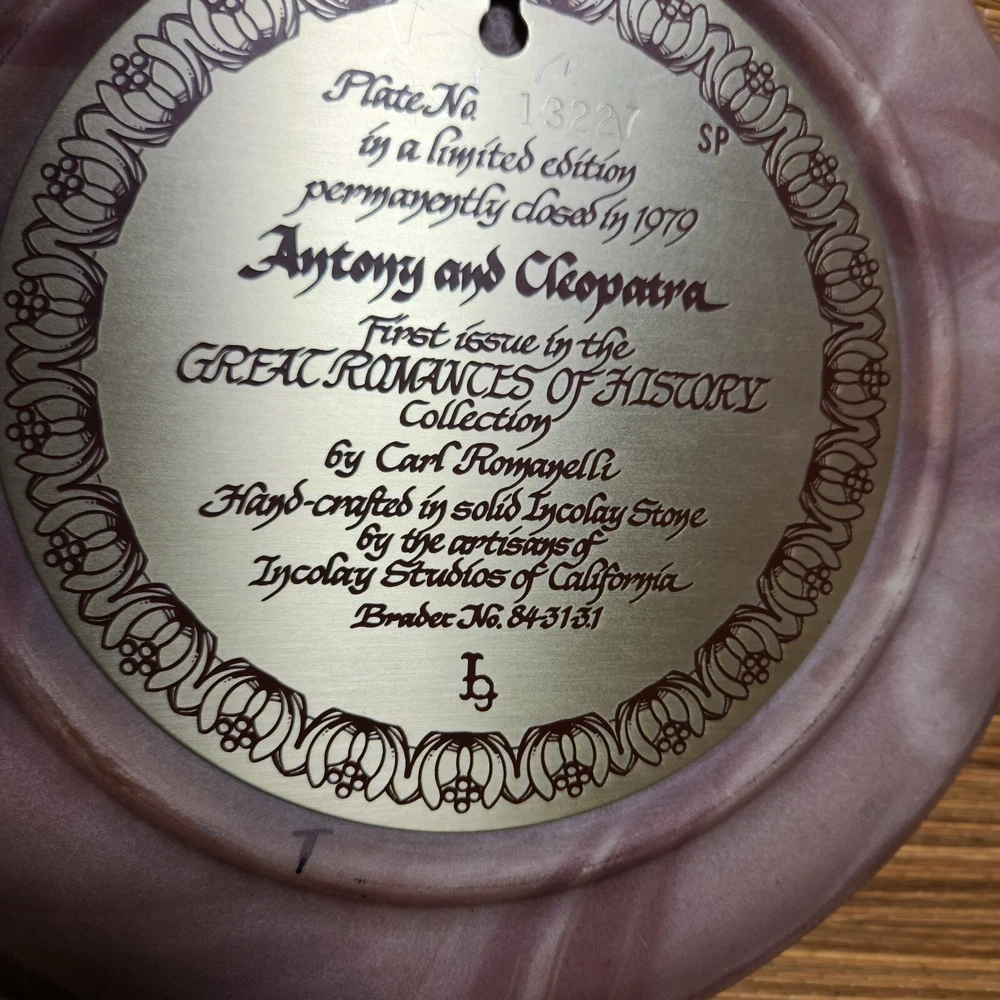 Plate No. 13227
SP
in a limited edition
permanently closed in 1979
Antony and Cleopatra
First issue in the
GREAT ROMANCES OF HISTORY
Collection
by Carl Romanelli
Hand-crafted in solid Incolay Stone
by the artisans of
Incolay Studios of California
Bradex No. 84-31-3.1
T